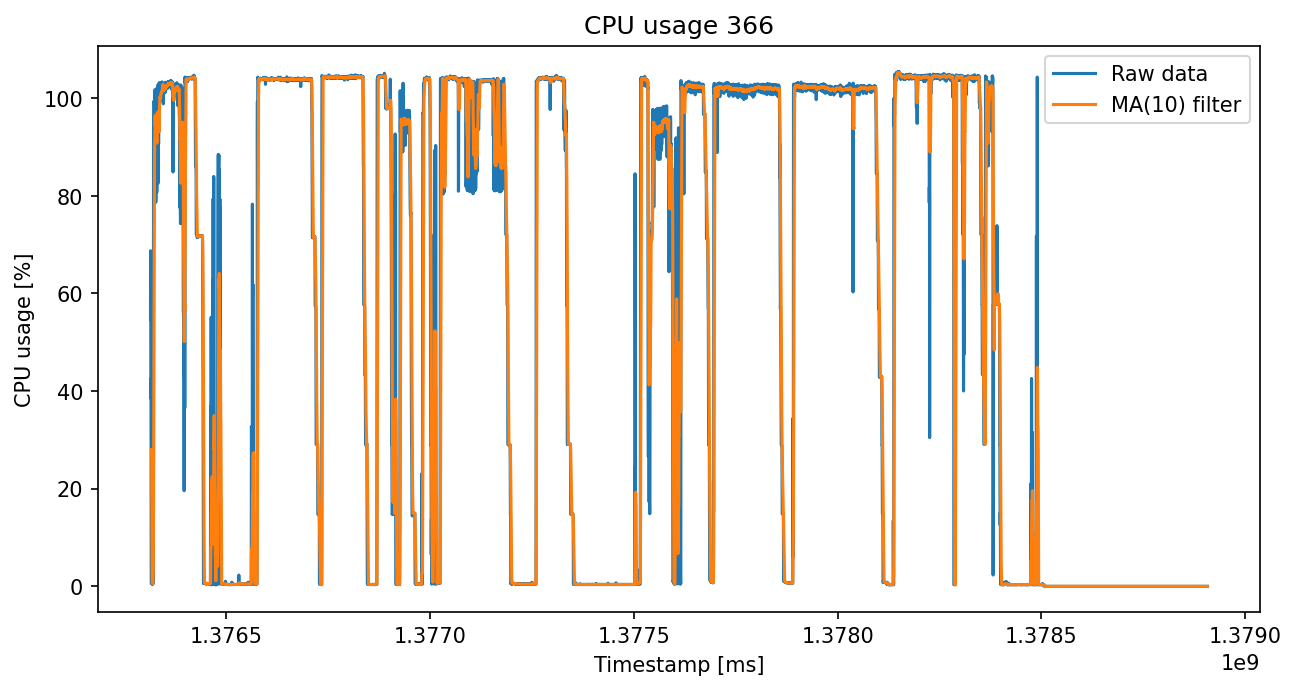 CPU usage 366
Raw data
MA(10) filter
CPU usage [%]
100
80
60
40
20
0
1.3765 1.3770 1.3775 1.3780 1.3785 1.3790
1e9
Timestamp [ms]